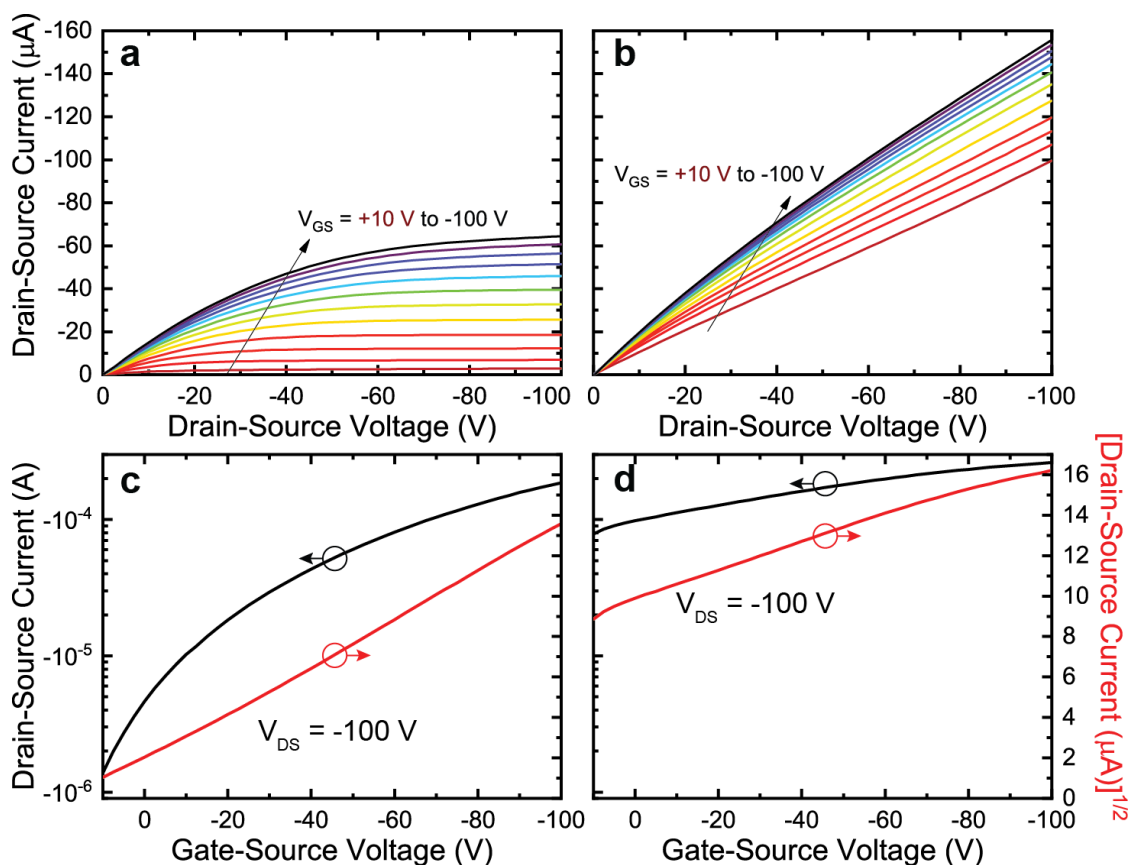 a
b
-160
-140
-120
-100
-80
-60
-40
-20
0
Drain-Source Current (μA)
V_GS = +10 V to -100 V
V_GS = +10 V to -100 V
0 -20 -40 -60 -80 -100
0 -20 -40 -60 -80 -100
Drain-Source Voltage (V)
Drain-Source Voltage (V)
c
d
Drain-Source Current (A)
-10^-4
-10^-5
-10^-6
V_DS = -100 V
V_DS = -100 V
16
14
12
10
8
6
4
2
0
[Drain-Source Current (μA)]^1/2
0 -20 -40 -60 -80 -100
0 -20 -40 -60 -80 -100
Gate-Source Voltage (V)
Gate-Source Voltage (V)